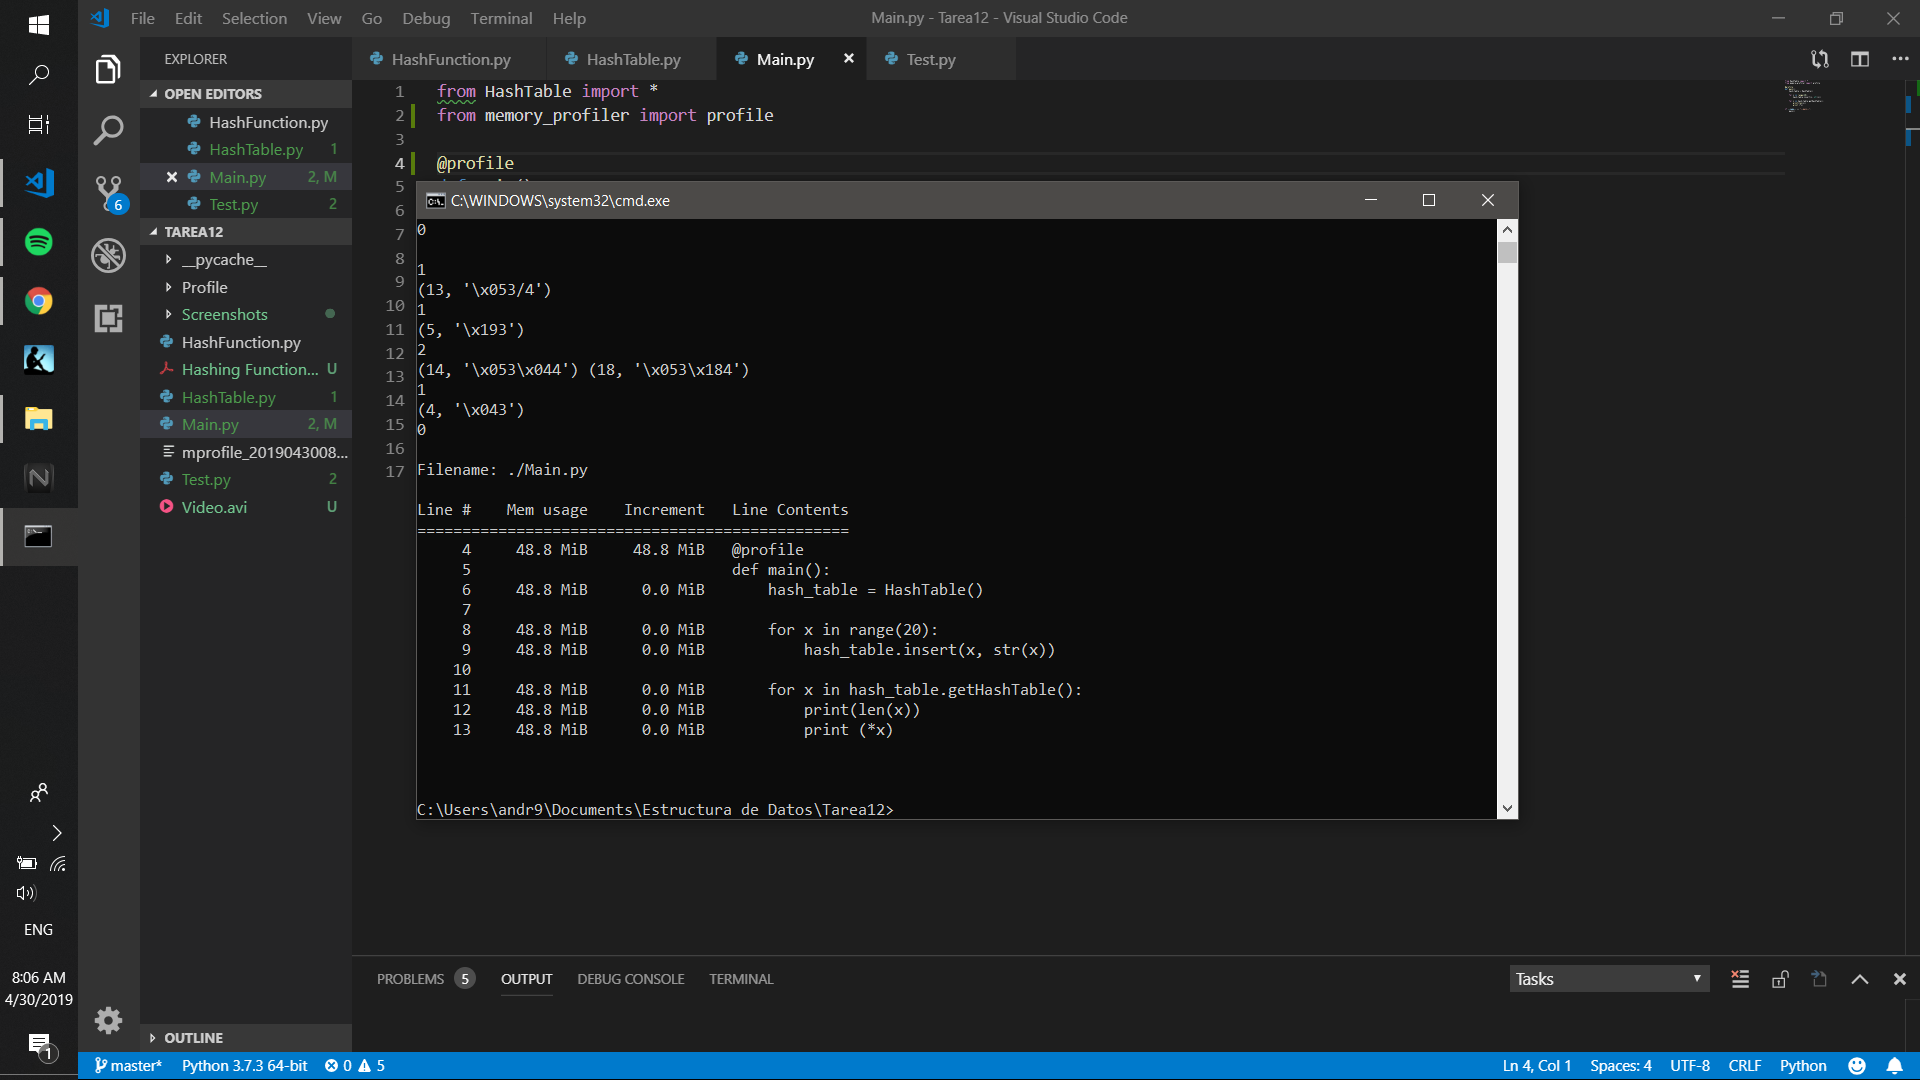 File Edit Selection View Go Debug Terminal Help
Main.py - Tarea12 - Visual Studio Code
EXPLORER
OPEN EDITORS
HashFunction.py
HashTable.py 1
Main.py 2, M
Test.py 2
TAREA12
__pycache__
Profile
Screenshots
HashFunction.py
Hashing Function... U
HashTable.py 1
Main.py 2, M
mprofile_2019043008...
Test.py 2
Video.avi U
OUTLINE
6
HashFunction.py HashTable.py Main.py Test.py
1 from HashTable import *
2 from memory_profiler import profile
3
4 @profile
5
6
7
8
9
10
11
12
13
14
15
16
17
C:\WINDOWS\system32\cmd.exe
0
1
(13, '\x053/4')
1
(5, '\x193')
2
(14, '\x053\x044') (18, '\x053\x184')
1
(4, '\x043')
0
Filename: ./Main.py
Line # Mem usage Increment Line Contents
================================================
4 48.8 MiB 48.8 MiB @profile
5 def main():
6 48.8 MiB 0.0 MiB hash_table = HashTable()
7
8 48.8 MiB 0.0 MiB for x in range(20):
9 48.8 MiB 0.0 MiB hash_table.insert(x, str(x))
10
11 48.8 MiB 0.0 MiB for x in hash_table.getHashTable():
12 48.8 MiB 0.0 MiB print(len(x))
13 48.8 MiB 0.0 MiB print (*x)
C:\Users\andr9\Documents\Estructura de Datos\Tarea12>
PROBLEMS 5 OUTPUT DEBUG CONSOLE TERMINAL
Tasks
ENG
8:06 AM
4/30/2019
1
master* Python 3.7.3 64-bit 0 5
Ln 4, Col 1 Spaces: 4 UTF-8 CRLF Python